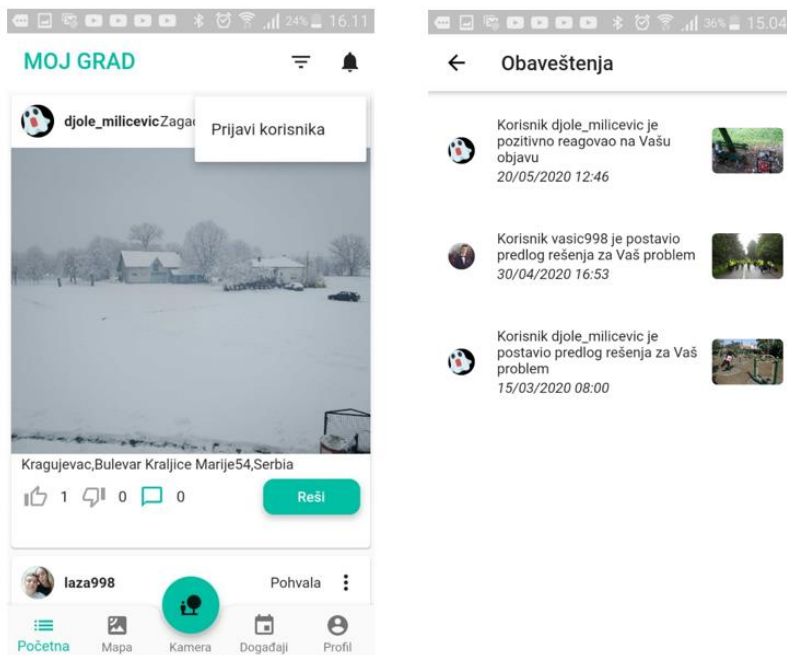 24% 16.11
MOJ GRAD
djole_milicevic Zagađ
Prijavi korisnika
Kragujevac,Bulevar Kraljice Marije54,Serbia
1 0 0 Reši
laza998 Pohvala
Početna Mapa Kamera Događaji Profil
36% 15.04
Obaveštenja
Korisnik djole_milicevic je
pozitivno reagovao na Vašu
objavu
20/05/2020 12:46
Korisnik vasic998 je postavio
predlog rešenja za Vaš problem
30/04/2020 16:53
Korisnik djole_milicevic je
postavio predlog rešenja za Vaš
problem
15/03/2020 08:00